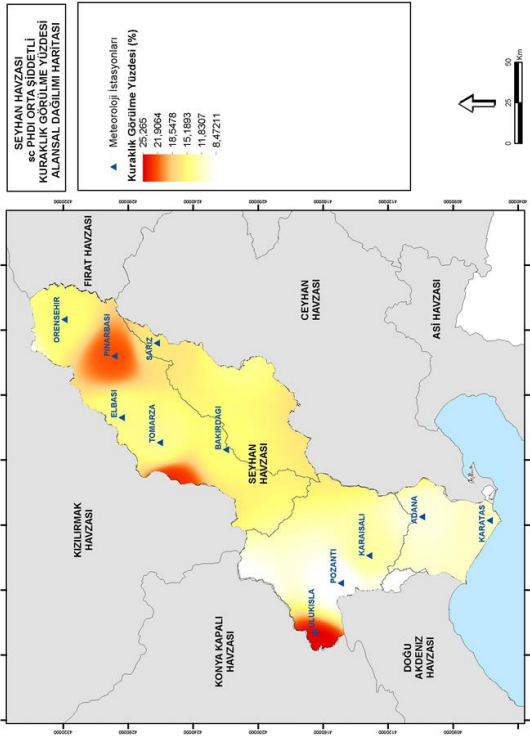 SEYHAN HAVZASI
sc PHDI ORTA ŞİDDETLİ
KURAKLIK GÖRÜLME YÜZDESİ
ALANSAL DAĞILIMI HARİTASI
Meteoroloji İstasyonları
Kuraklık Görülme Yüzdesi (%)
25,265
21,9064
18,5478
15,1893
11,8307
8,47211
0
25
50
Km
FIRAT HAVZASI
ORENSEHIR
PINARBASI
SARIZ
ELBASI
TOMARZA
BAKIRDAGI
KIZILIRMAK
HAVZASI
SEYHAN
HAVZASI
CEYHAN
HAVZASI
ASİ HAVZASI
KARAISALI
ADANA
KARATAS
POZANTI
ULUKISLA
KONYA KAPALI
HAVZASI
DOĞU
AKDENİZ
HAVZASI